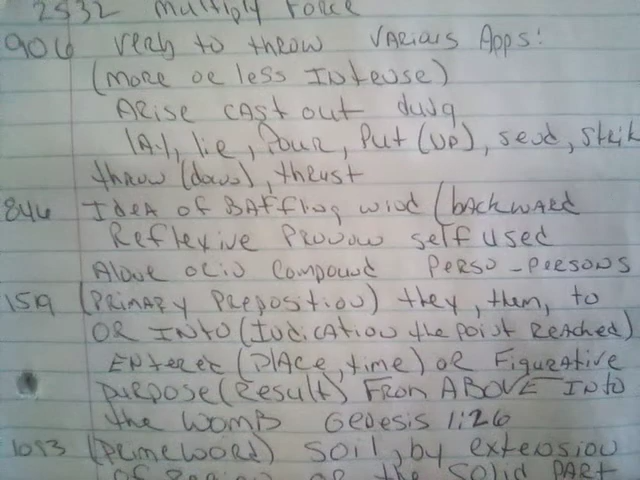 2532 Multiply Force
906 Verb to throw VARious Apps:
(More or less Intense)
Arise cast out dung
lay, lie, Pour, Put (UP), send, Strik
throw (down), thrust
846 Idea of Baffling wind (backward
Reflexive Pronoun self used
Alone or in compound Perso-persons
1519 (Primary Preposition) they, them, to
OR INTO (Indication the point Reached)
Enteret (Place, time) OR Figurative
purpose (Result) From ABOVE Into
the womb Genesis 1:26
1093 (primeword) soil, by extension
of Region or the solid part